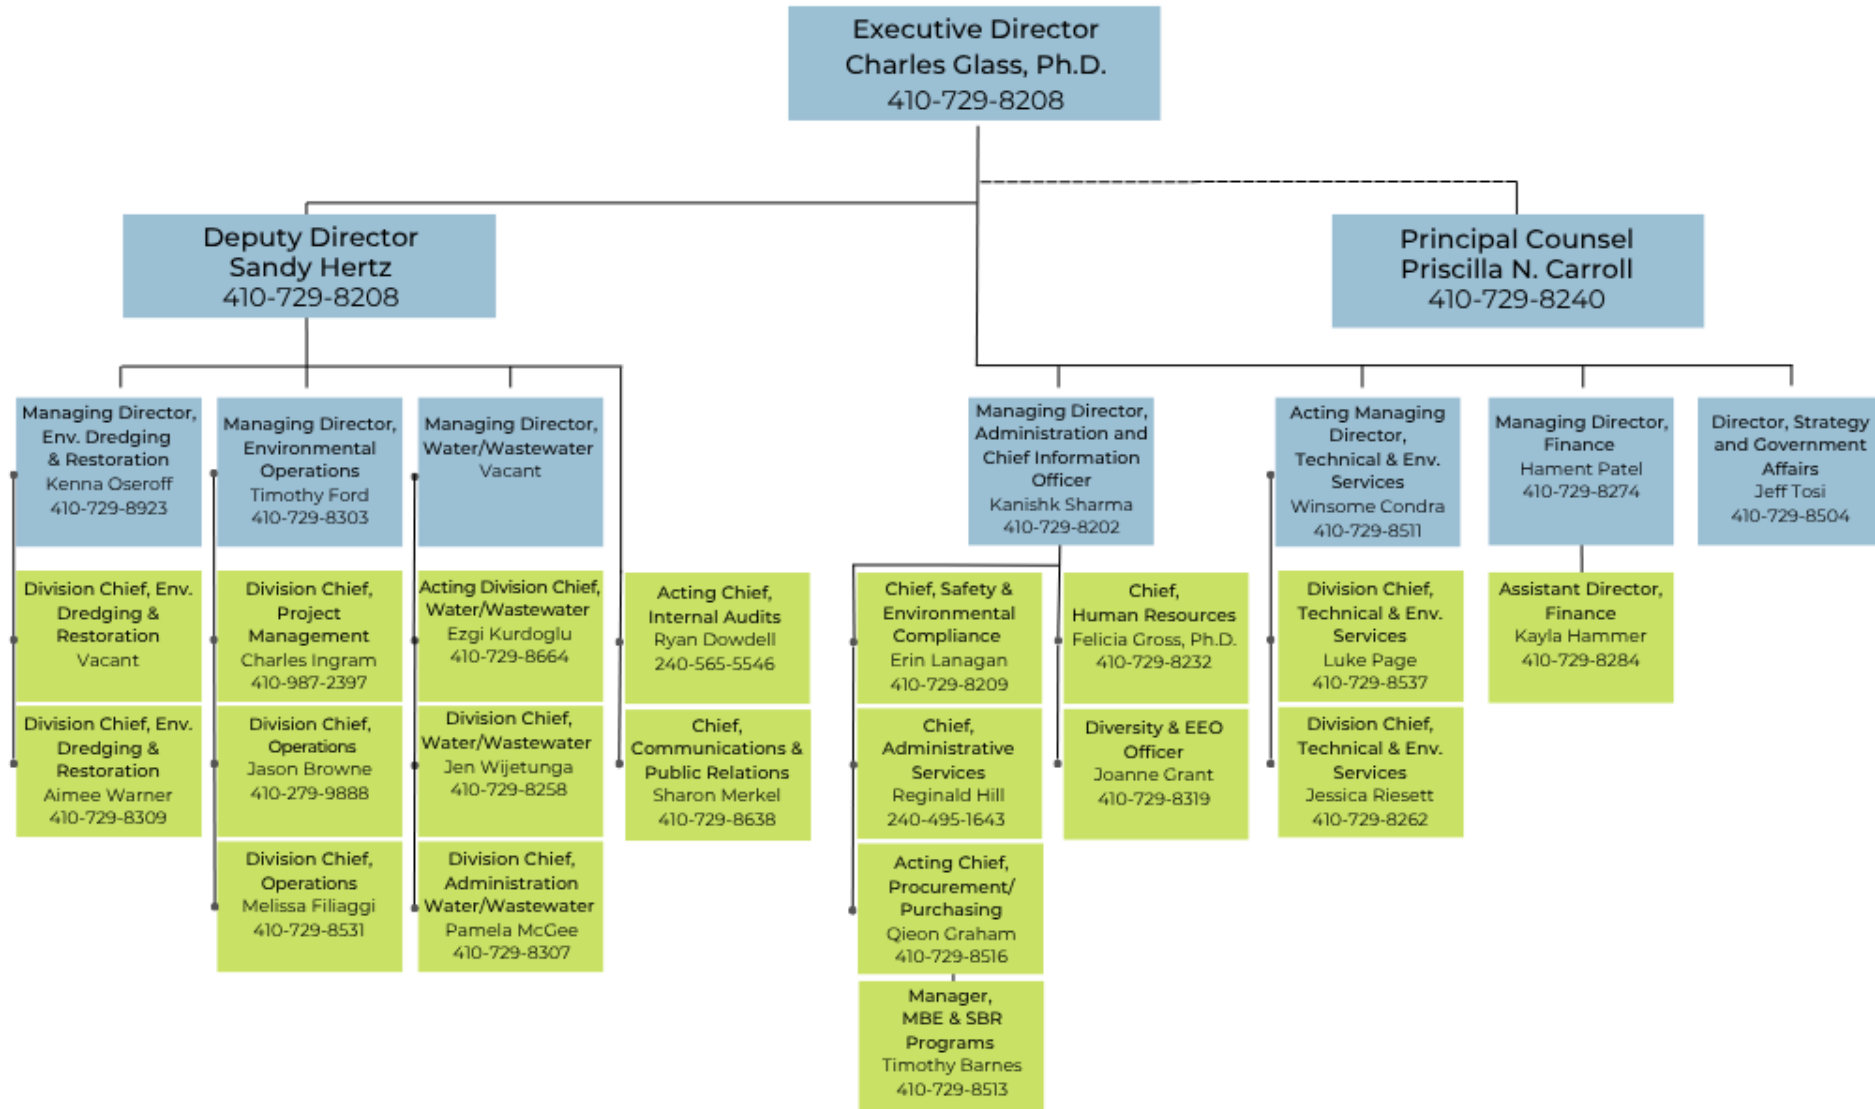 Executive Director
Charles Glass, Ph.D.
410-729-8208
Deputy Director
Sandy Hertz
410-729-8208
Principal Counsel
Priscilla N. Carroll
410-729-8240
Managing Director,
Env. Dredging
& Restoration
Kenna Oseroff
410-729-8923
Managing Director,
Environmental
Operations
Timothy Ford
410-729-8303
Managing Director,
Water/Wastewater
Vacant
Managing Director,
Administration and
Chief Information
Officer
Kanishk Sharma
410-729-8202
Acting Managing
Director,
Technical & Env.
Services
Winsome Condra
410-729-8511
Managing Director,
Finance
Hament Patel
410-729-8274
Director, Strategy
and Government
Affairs
Jeff Tosi
410-729-8504
Division Chief, Env.
Dredging &
Restoration
Vacant
Division Chief,
Project
Management
Charles Ingram
410-987-2397
Acting Division Chief,
Water/Wastewater
Ezgi Kurdoglu
410-729-8664
Acting Chief,
Internal Audits
Ryan Dowdell
240-565-5546
Chief, Safety &
Environmental
Compliance
Erin Lanagan
410-729-8209
Chief,
Human Resources
Felicia Gross, Ph.D.
410-729-8232
Division Chief,
Technical & Env.
Services
Luke Page
410-729-8537
Assistant Director,
Finance
Kayla Hammer
410-729-8284
Division Chief, Env.
Dredging &
Restoration
Aimee Warner
410-729-8309
Division Chief,
Operations
Jason Browne
410-279-9888
Division Chief,
Water/Wastewater
Jen Wijetunga
410-729-8258
Chief,
Communications &
Public Relations
Sharon Merkel
410-729-8638
Chief,
Administrative
Services
Reginald Hill
240-495-1643
Diversity & EEO
Officer
Joanne Grant
410-729-8319
Division Chief,
Technical & Env.
Services
Jessica Riesett
410-729-8262
Division Chief,
Operations
Melissa Filiaggi
410-729-8531
Division Chief,
Administration
Water/Wastewater
Pamela McGee
410-729-8307
Acting Chief,
Procurement/
Purchasing
Qieon Graham
410-729-8516
Manager,
MBE & SBR
Programs
Timothy Barnes
410-729-8513